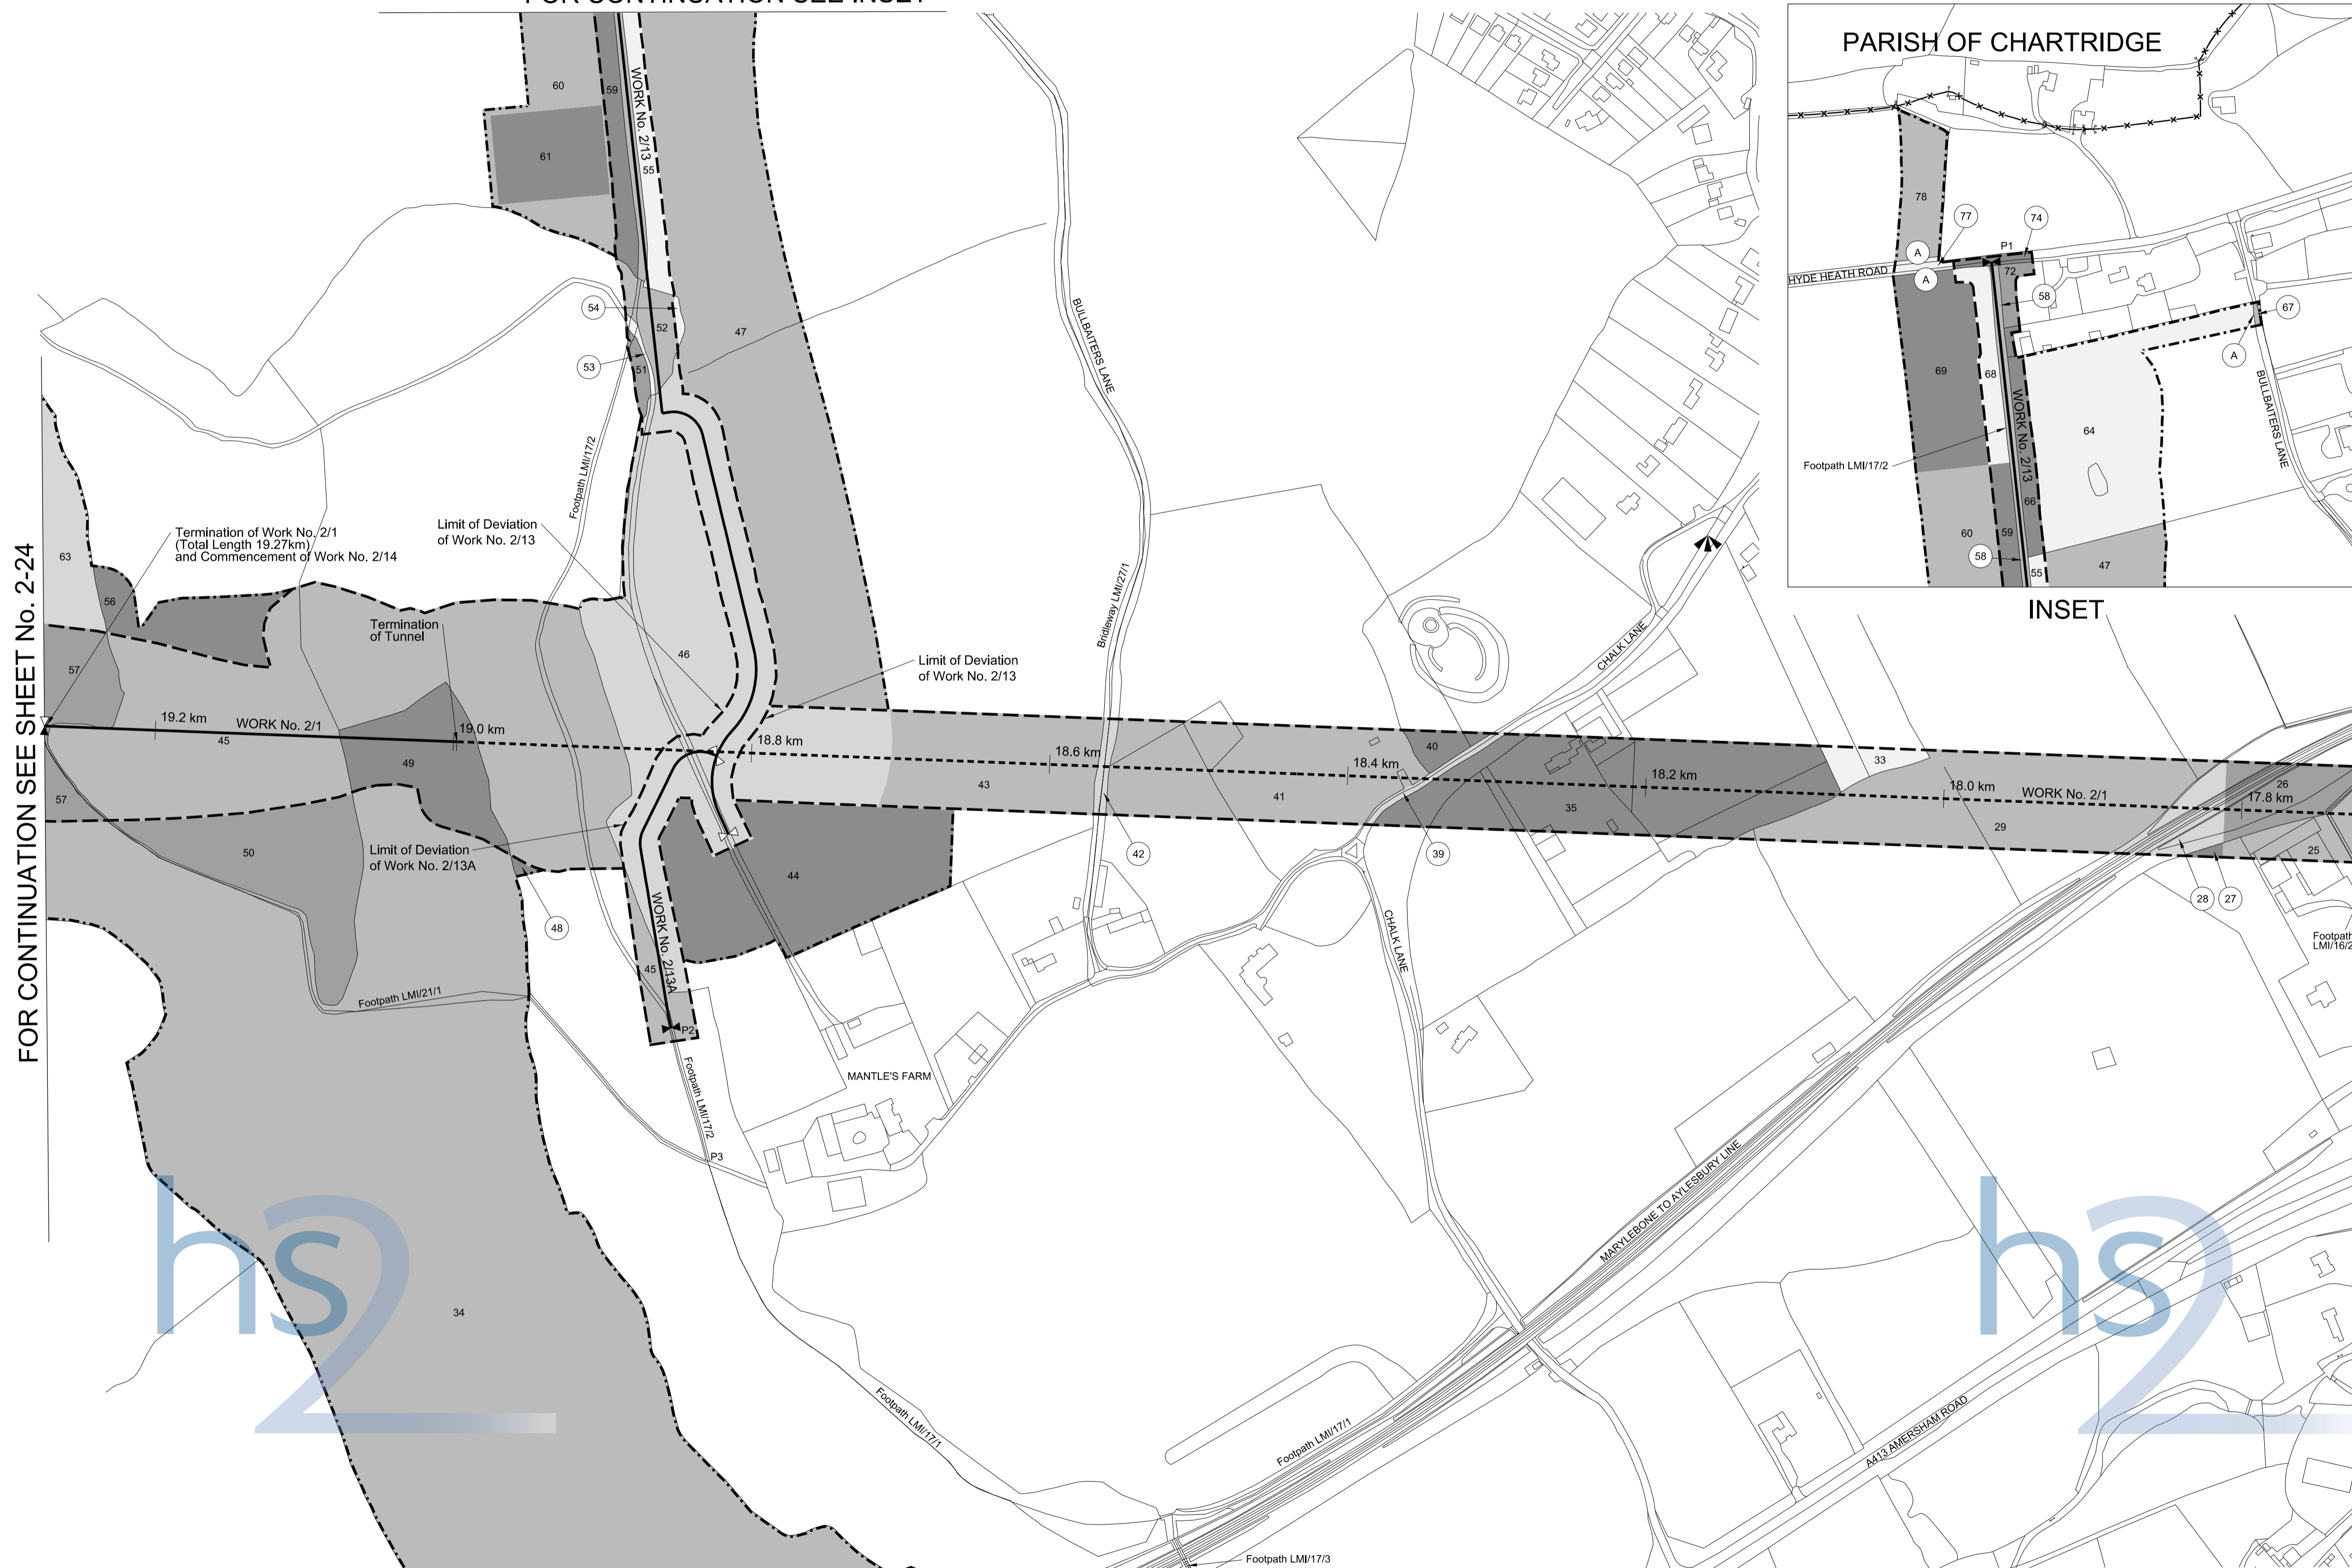 FOR CONTINUATION SEE INSET
PARISH OF CHARTRIDGE
78
77
74
A
P1
HYDE HEATH ROAD
A
72
58
67
A
69
68
WORK No. 2/13
BULLBAITERS LANE
64
Footpath LMI/17/2
66
60
59
58
55
47
INSET
60
59
WORK No. 2/13
61
55
54
52
47
53
51
BULLBAITERS LANE
Footpath LMI/17/2
FOR CONTINUATION SEE SHEET No. 2-24
Termination of Work No. 2/1
(Total Length 19.27km)
and Commencement of Work No. 2/14
Limit of Deviation
of Work No. 2/13
63
56
Termination
of Tunnel
57
46
Limit of Deviation
of Work No. 2/13
Bridleway LMI/27/1
CHALK LANE
19.2 km
WORK No. 2/1
45
19.0 km
18.8 km
18.6 km
18.4 km
18.2 km
18.0 km
WORK No. 2/1
17.8 km
40
33
26
49
43
41
35
29
25
57
50
Limit of Deviation
of Work No. 2/13A
44
42
39
28
27
48
WORK No. 2/13A
45
CHALK LANE
Footpath
LMI/16/2
Footpath LMI/21/1
P2
Footpath LMI/17/2
MANTLE'S FARM
P3
MARYLEBONE TO AYLESBURY LINE
hs2
hs2
34
Footpath LMI/17/1
Footpath LMI/17/1
A413 AMERSHAM ROAD
Footpath LMI/17/3